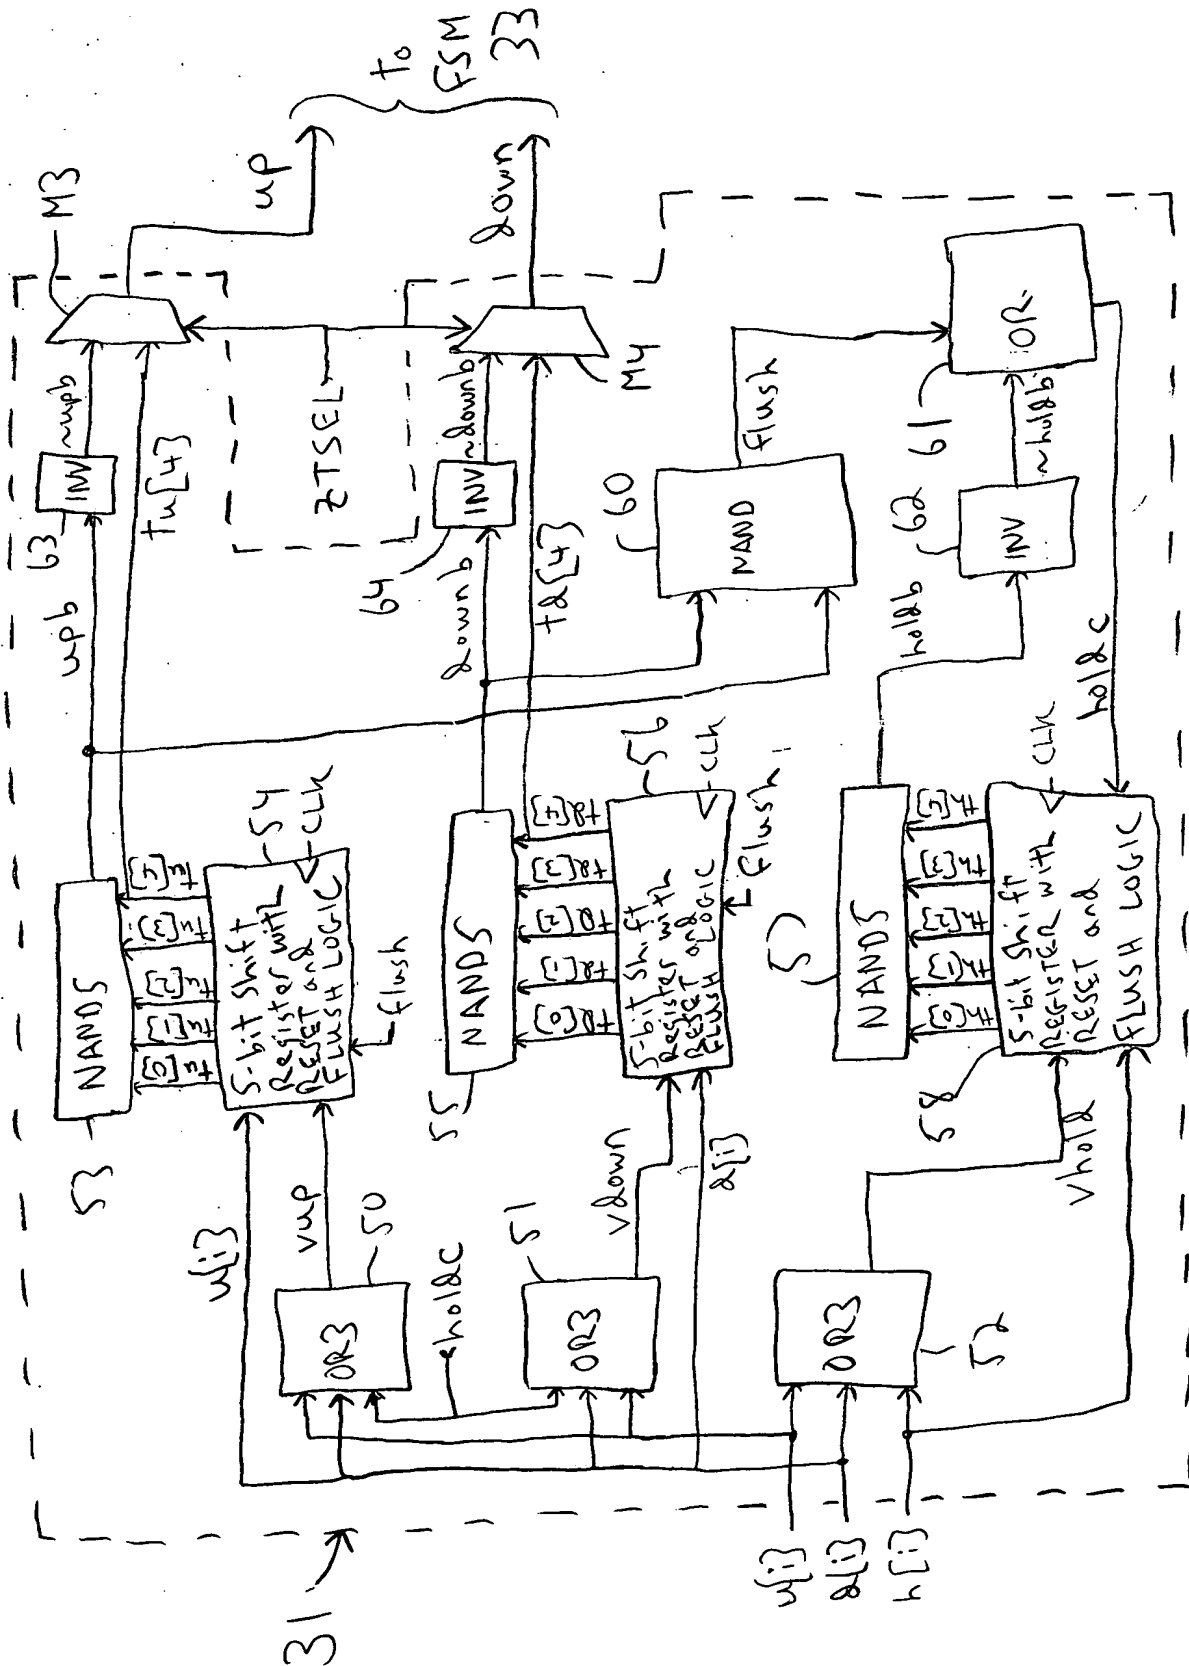 31
u[i]
d[i]
h[i]
u[i]
vup
OR3
50
holdc
51
OR3
vdown
d[i]
OR3
52
vhold
53
NAND5
tu[0]
tu[1]
tu[2]
tu[3]
tu[4]
5-bit Shift
Register with
RESET and
FLUSH LOGIC
54
CLK
flush
55
NAND5
td[0]
td[1]
td[2]
td[3]
td[4]
5-bit Shift
Register with
RESET and
FLUSH LOGIC
56
CLK
flush
57
NAND5
th[0]
th[1]
th[2]
th[3]
th[4]
5-bit Shift
REGISTER with
RESET and
FLUSH LOGIC
58
CLK
holdc
upb
63
INV
~upb
tu[4]
M3
up
ZTSEL
downb
64
INV
~downb
td[4]
M4
down
to
FSM
33
60
NAND
flush
holdb
62
INV
~holdb
61
OR